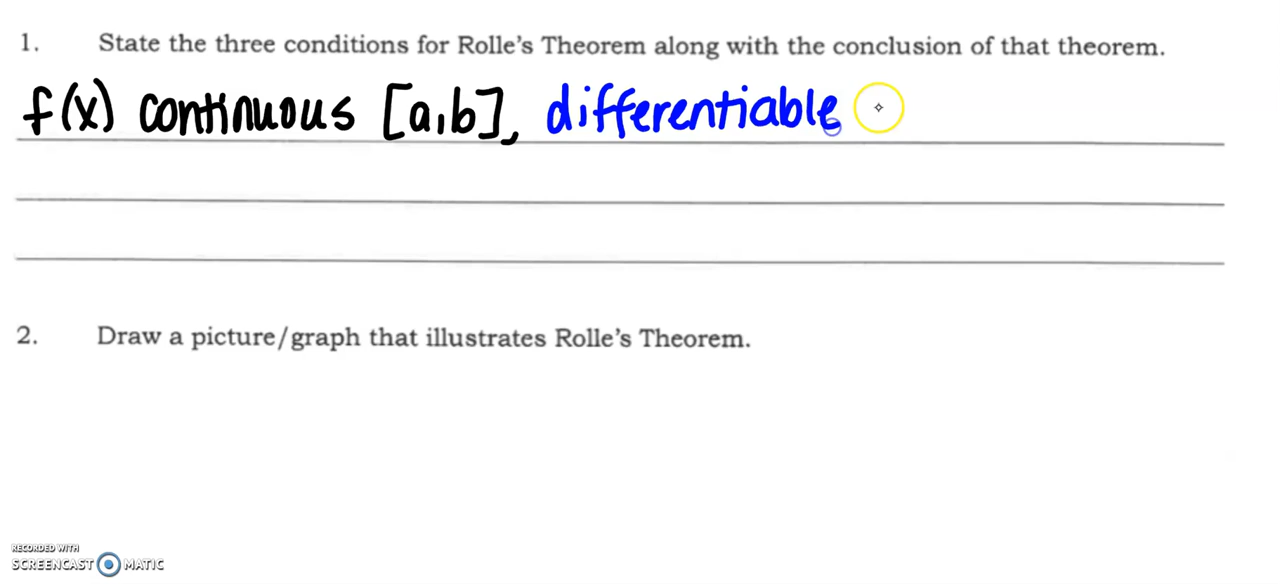 1. State the three conditions for Rolle's Theorem along with the conclusion of that theorem.
f(x) continuous [a,b], differentiable
2. Draw a picture/graph that illustrates Rolle's Theorem.
RECORDED WITH
SCREENCAST MATIC